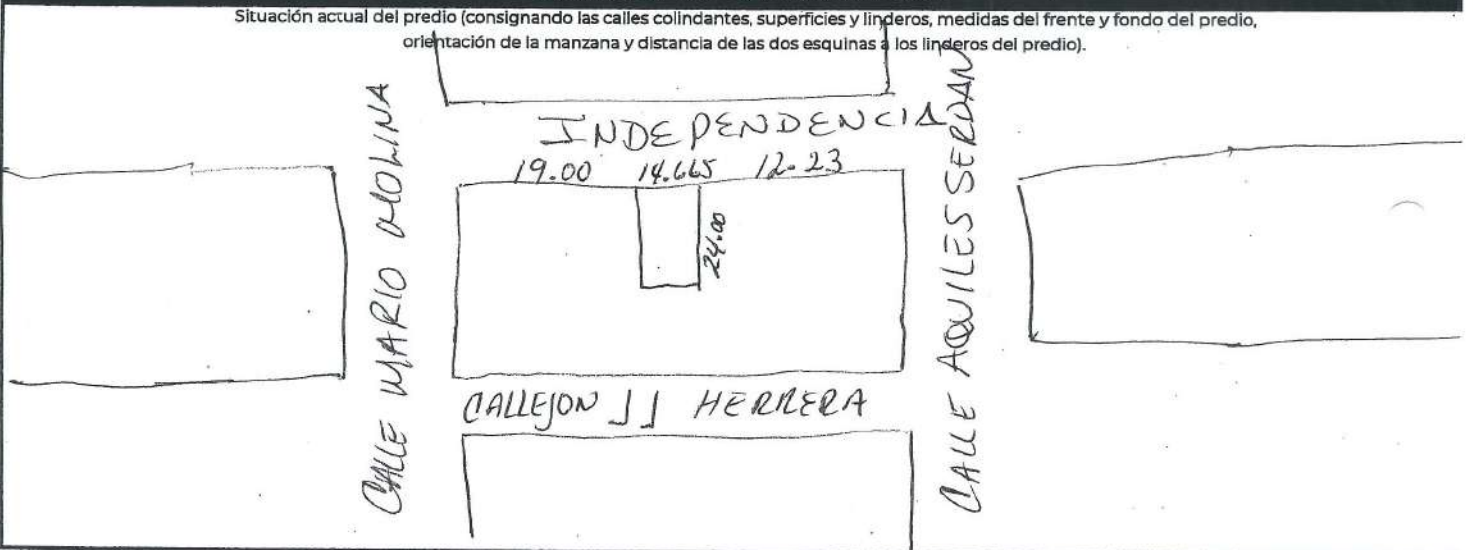 Situación actual del predio (consignando las calles colindantes, superficies y linderos, medidas del frente y fondo del predio,
orientación de la manzana y distancia de las dos esquinas a los linderos del predio).
INDEPENDENCIA
19.00 14.665 12.23
24.00
CALLE MARIO MOLINA
CALLE AQUILES SERDAN
CALLEJON JJ HERRERA